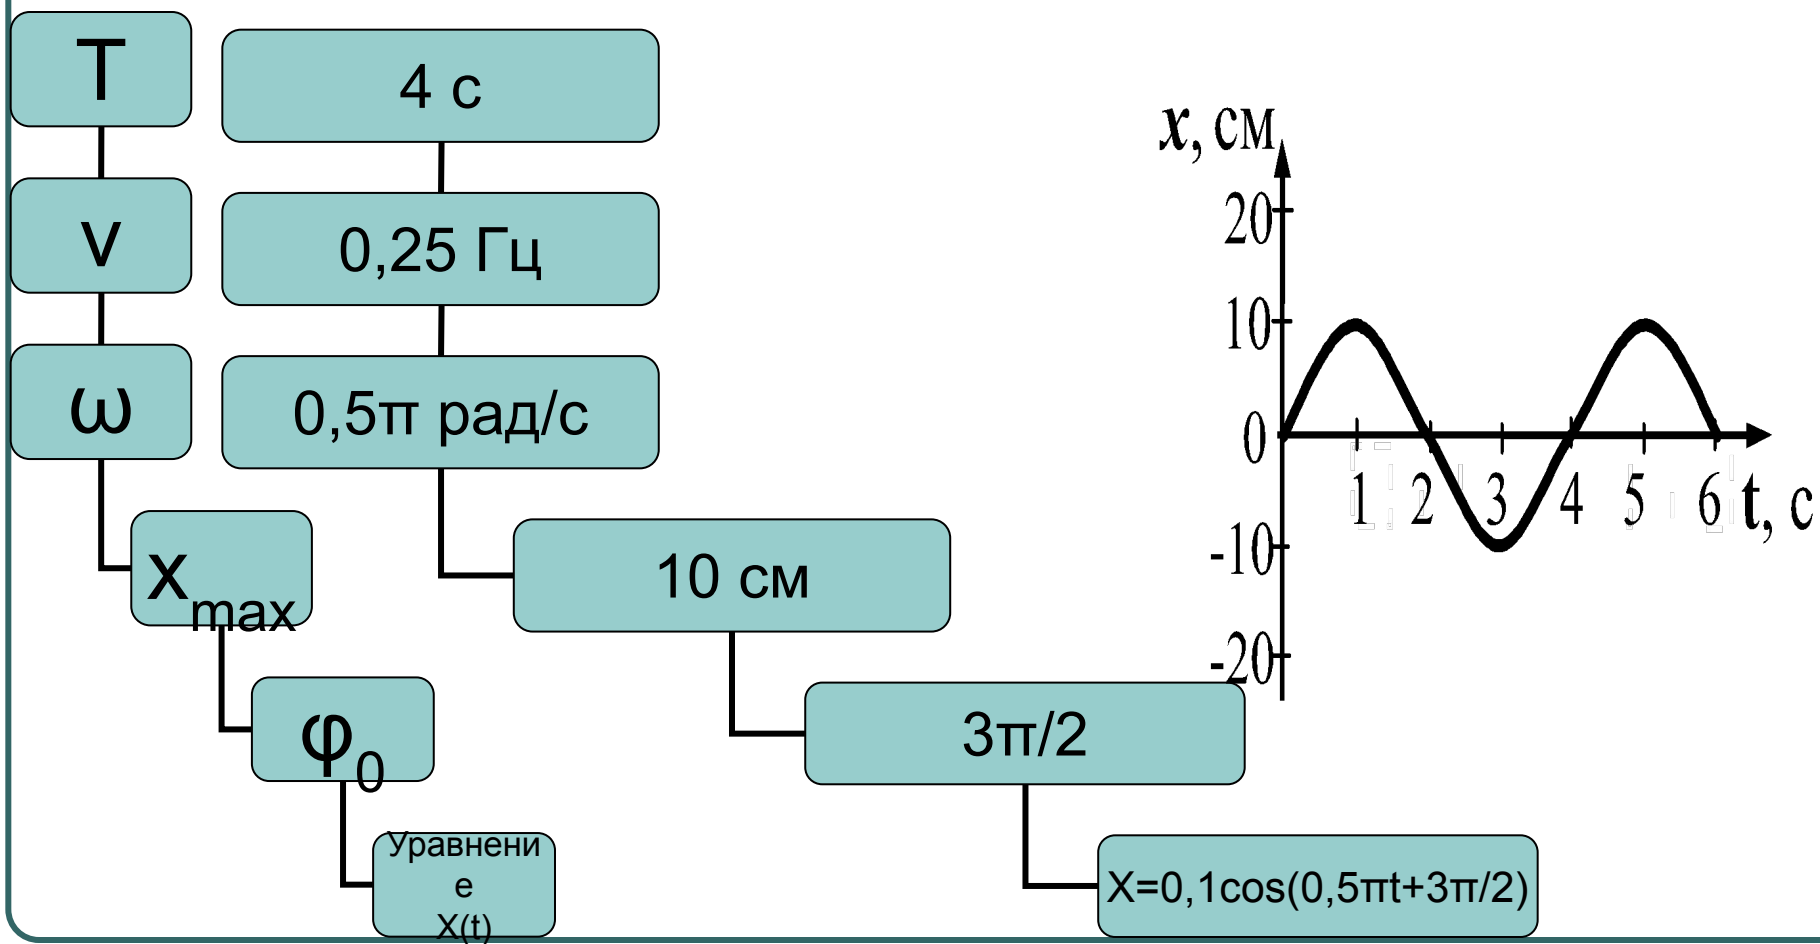 T
4 с
ν
0,25 Гц
ω
0,5π рад/с
xmax
10 см
φ0
3π/2
Уравнени
е
X(t)
X=0,1cos(0,5πt+3π/2)
x, см
20
10
0
-10
-20
1 2 3 4 5 6 t, с